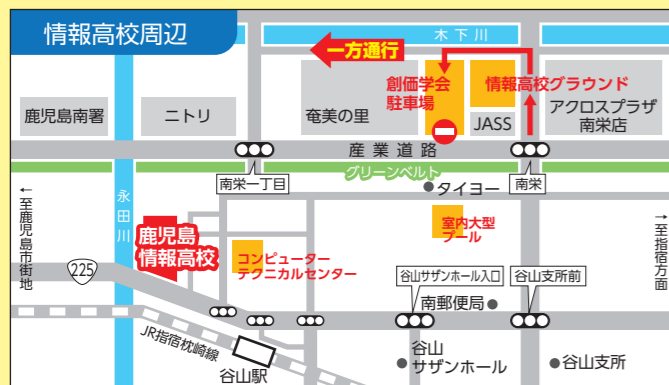 情報高校周辺
木下川
一方通行
創価学会
駐車場
情報高校グラウンド
鹿児島南署
ニトリ
奄美の里
JASS
アクロスプラザ
南栄店
産業道路
グリーンベルト
南栄一丁目
タイヨー
南栄
←至鹿児島市街地
永田川
鹿児島
情報高校
室内大型
プール
→至指宿方面
225
コンピューター
テクニカルセンター
谷山サザンホール入口
谷山支所前
南郵便局
JR指宿枕崎線
谷山駅
谷山
サザンホール
谷山支所